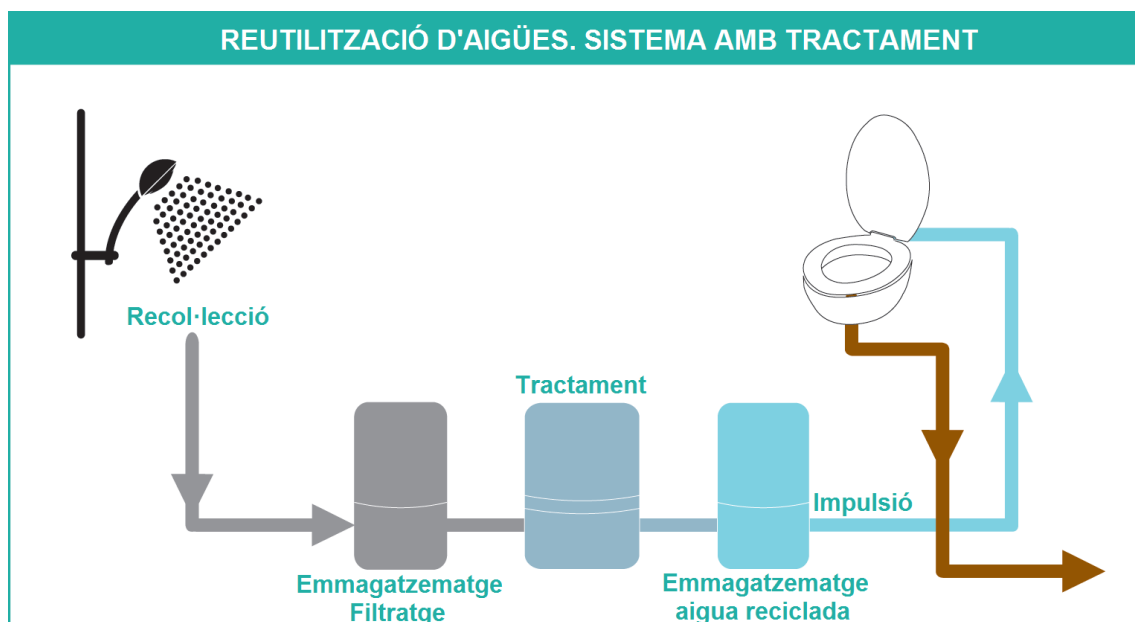 REUTILITZACIÓ D'AIGÜES. SISTEMA AMB TRACTAMENT
Recol·lecció
Tractament
Impulsió
Emmagatzematge
Filtratge
Emmagatzematge
aigua reciclada